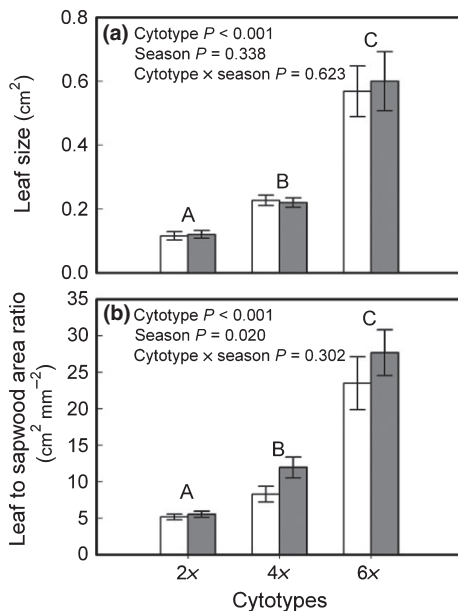 (a) Cytotype P < 0.001
Season P = 0.338
Cytotype × season P = 0.623
C
B
A
Leaf size (cm²)
0.8
0.6
0.4
0.2
0.0
(b) Cytotype P < 0.001
Season P = 0.020
Cytotype × season P = 0.302
C
B
A
Leaf to sapwood area ratio
(cm² mm⁻²)
35
30
25
20
15
10
5
0
2x 4x 6x
Cytotypes